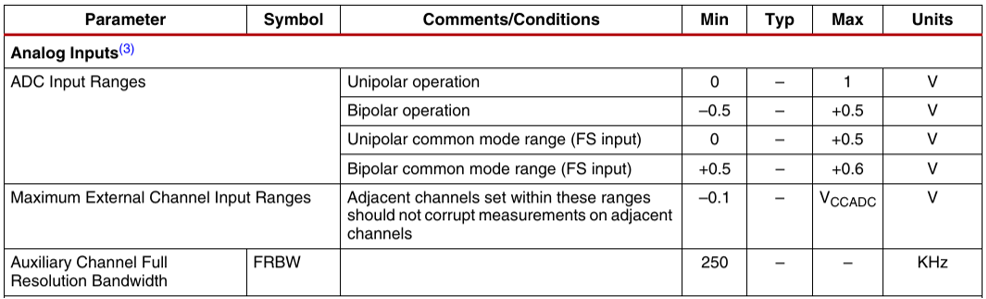 Parameter Symbol Comments/Conditions Min Typ Max Units
Analog Inputs(3)
ADC Input Ranges Unipolar operation 0 – 1 V
Bipolar operation –0.5 – +0.5 V
Unipolar common mode range (FS input) 0 – +0.5 V
Bipolar common mode range (FS input) +0.5 – +0.6 V
Maximum External Channel Input Ranges Adjacent channels set within these ranges –0.1 – VCCADC V
should not corrupt measurements on adjacent
channels
Auxiliary Channel Full FRBW 250 – – KHz
Resolution Bandwidth